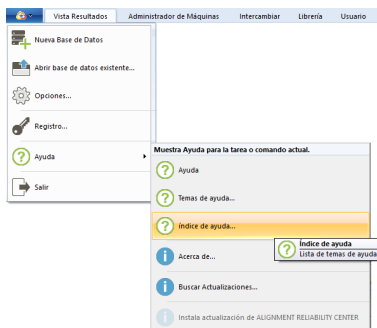 Vista Resultados Administrador de Máquinas Intercambiar Librería Usuario
Nueva Base de Datos
Abrir base de datos existente...
Opciones...
Registro...
Ayuda
Salir
Muestra Ayuda para la tarea o comando actual.
Ayuda
Temas de ayuda...
Índice de ayuda...
Índice de ayuda
Lista de temas de ayuda
Acerca de...
Buscar Actualizaciones...
Instala actualización de ALIGNMENT RELIABILITY CENTER